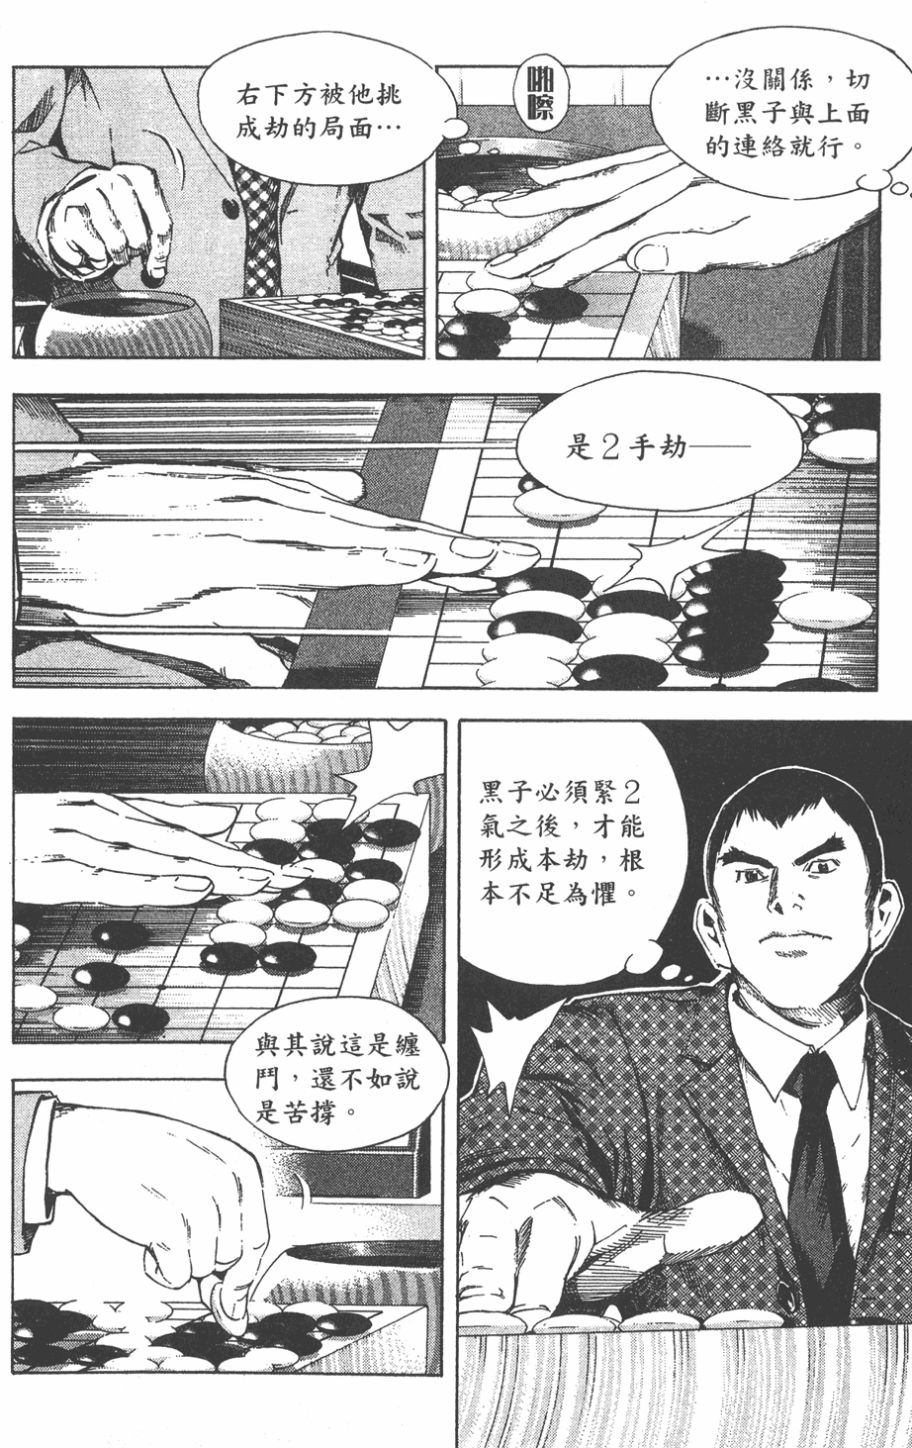 …沒關係，切
斷黑子與上面
的連絡就行。
啪嚓
右下方被他挑
成劫的局面…
是２手劫——
黑子必須緊２
氣之後，才能
形成本劫，根
本不足為懼。
與其說這是纏
鬥，還不如說
是苦撐。